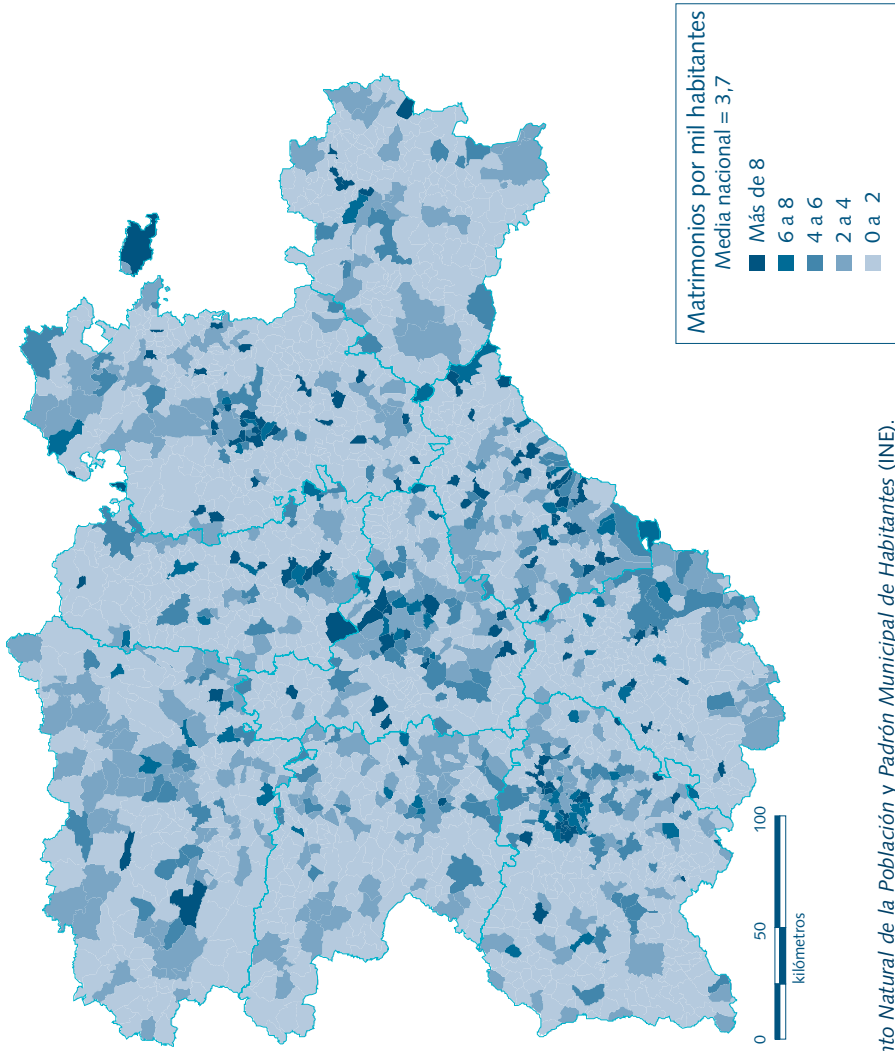 Matrimonios por mil habitantes
Media nacional = 3,7
Más de 8
6 a 8
4 a 6
2 a 4
0 a 2
0 50 100
kilómetros
Natural de la Población y Padrón Municipal de Habitantes (INE).